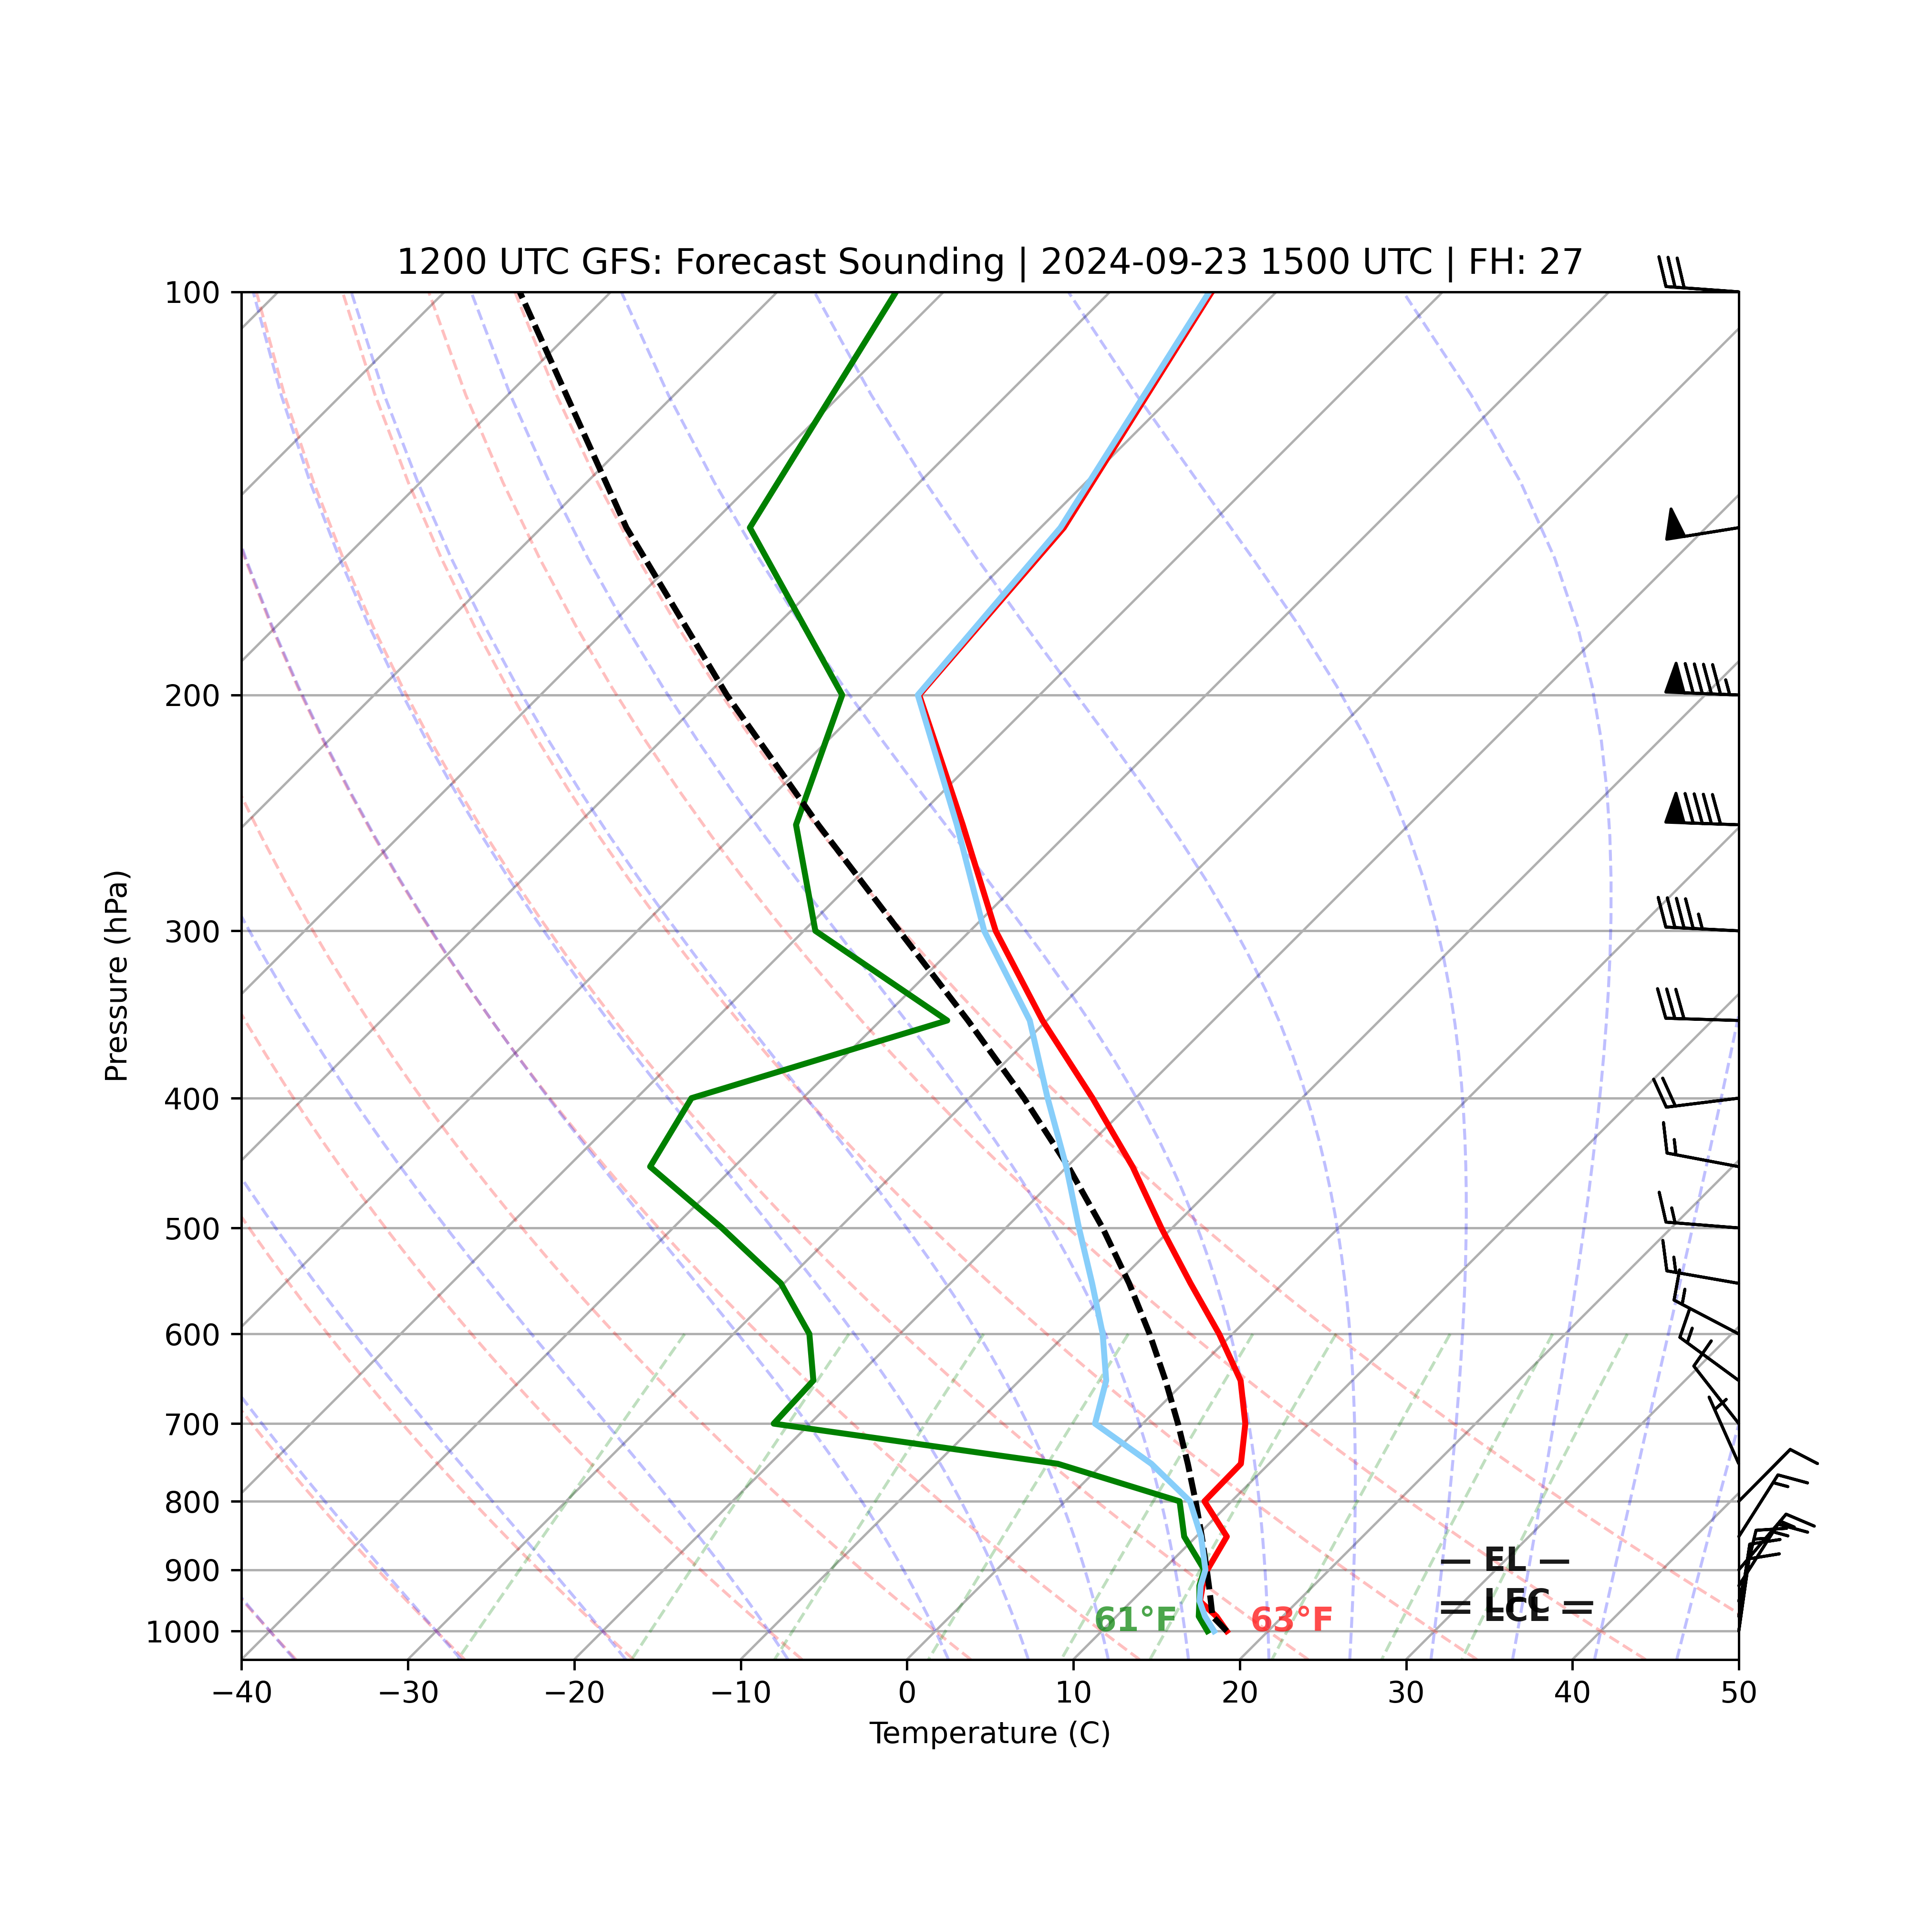 1200 UTC GFS: Forecast Sounding | 2024-09-23 1500 UTC | FH: 27
100
200
300
400
500
600
700
800
900
1000
Pressure (hPa)
— EL —
— LFC —
— LCL —
61°F
63°F
−40 −30 −20 −10 0 10 20 30 40 50
Temperature (C)